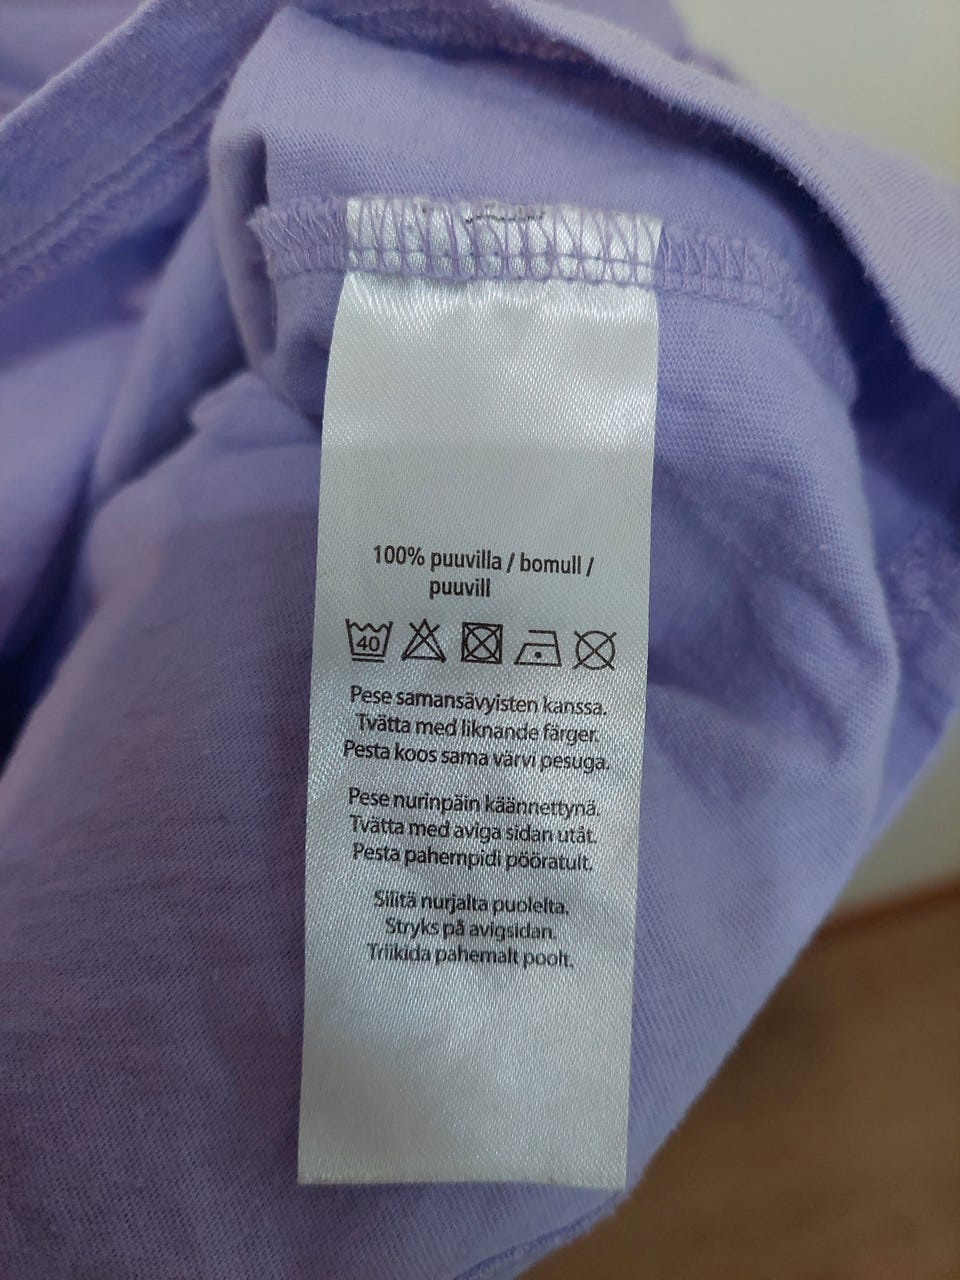 100% puuvilla / bomull /
puuvill
40
Pese samansävyisten kanssa.
Tvätta med liknande färger.
Pesta koos sama värvi pesuga.
Pese nurinpäin käännettynä.
Tvätta med aviga sidan utåt.
Pesta pahempidi pööratult.
Silitä nurjalta puolelta.
Stryks på avigsidan.
Triikida pahemalt poolt.